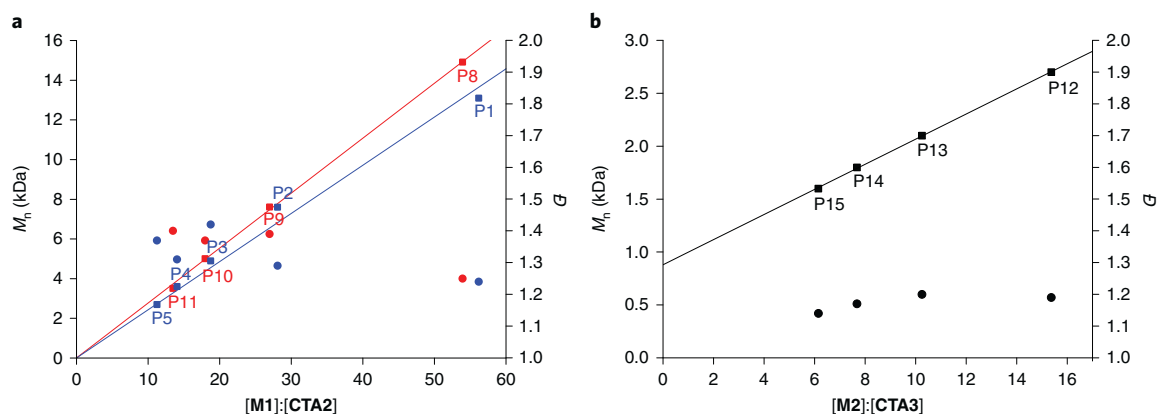 a
16
14
12
10
8
6
4
2
0
Mn (kDa)
P8
P1
P2
P9
P3
P10
P4
P11
P5
2.0
1.9
1.8
1.7
1.6
1.5
1.4
1.3
1.2
1.1
1.0
Đ
0 10 20 30 40 50 60
[M1]:[CTA2]
b
3.0
2.5
2.0
1.5
1.0
0.5
0.0
Mn (kDa)
P12
P13
P14
P15
2.0
1.9
1.8
1.7
1.6
1.5
1.4
1.3
1.2
1.1
1.0
Đ
0 2 4 6 8 10 12 14 16
[M2]:[CTA3]